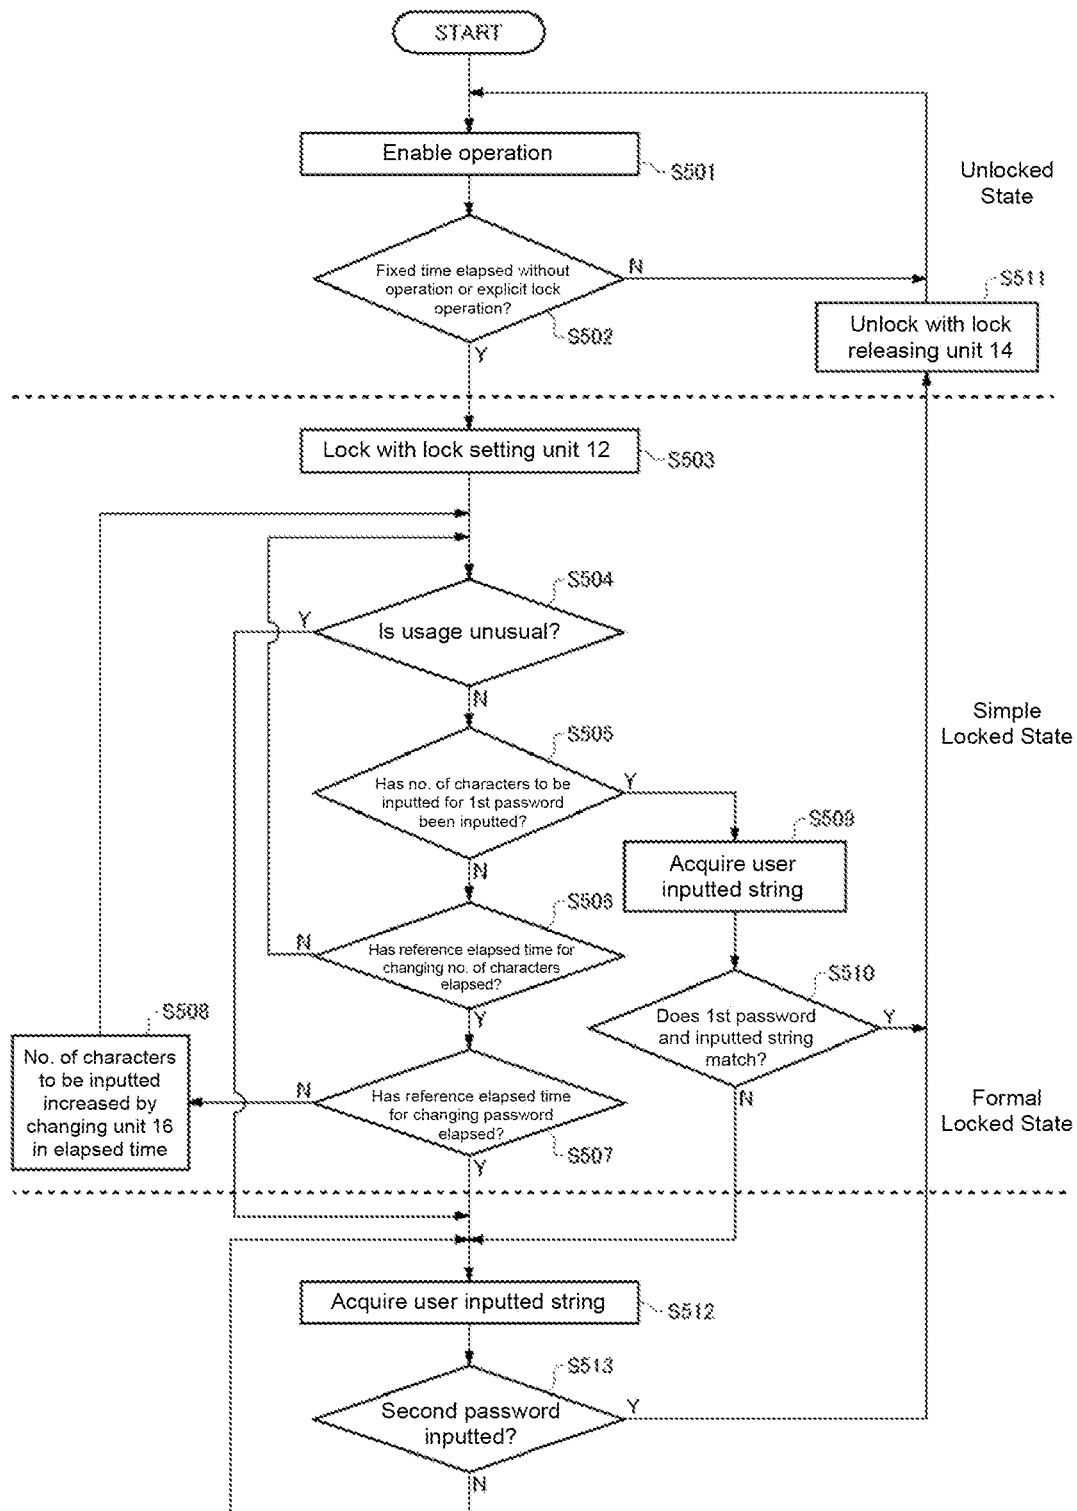 START
Enable operation
S501
Unlocked
State
Fixed time elapsed without
operation or explicit lock
operation?
N
S502
Y
S511
Unlock with lock
releasing unit 14
Lock with lock setting unit 12
S503
S504
Y
Is usage unusual?
N
Simple
Locked State
S505
Has no. of characters to be
inputted for 1st password
been inputted?
Y
N
S509
Acquire user
inputted string
S506
N
Has reference elapsed time for
changing no. of characters
elapsed?
Y
S510
Does 1st password
and inputted string
match?
Y
N
S508
No. of characters
to be inputted
increased by
changing unit 16
in elapsed time
N
Has reference elapsed time
for changing password
elapsed?
S507
Y
Formal
Locked State
Acquire user inputted string
S512
S513
Second password
inputted?
Y
N